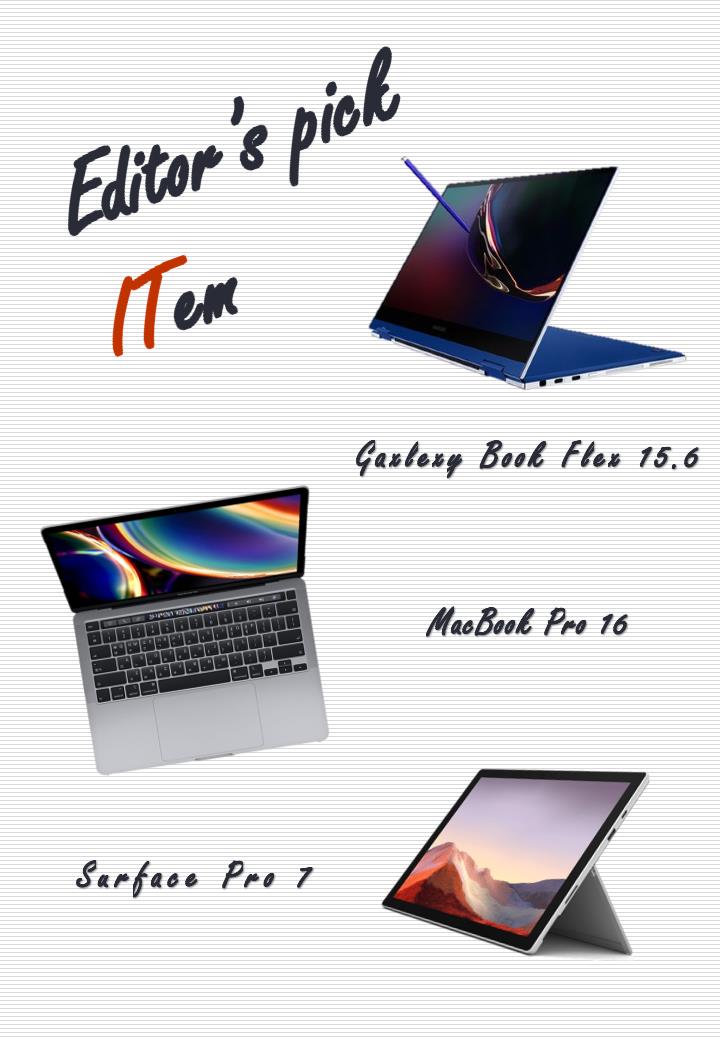 Editor's pick
ITem
Gaxlexy Book Flex 15.6
MacBook Pro 16
Surface Pro 7